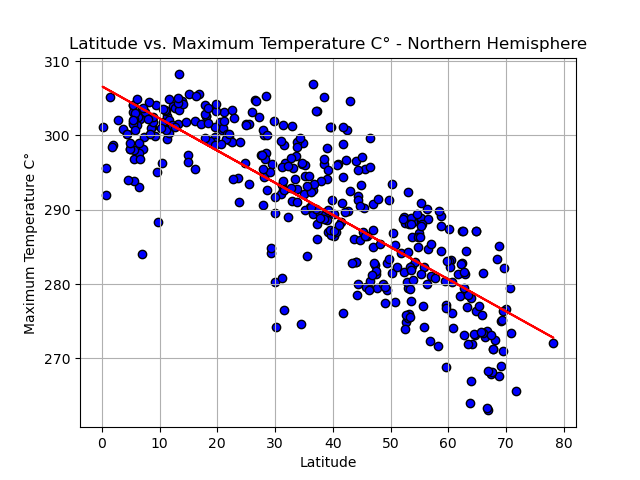 Latitude vs. Maximum Temperature C° - Northern Hemisphere
310
300
290
280
270
Maximum Temperature C°
0 10 20 30 40 50 60 70 80
Latitude